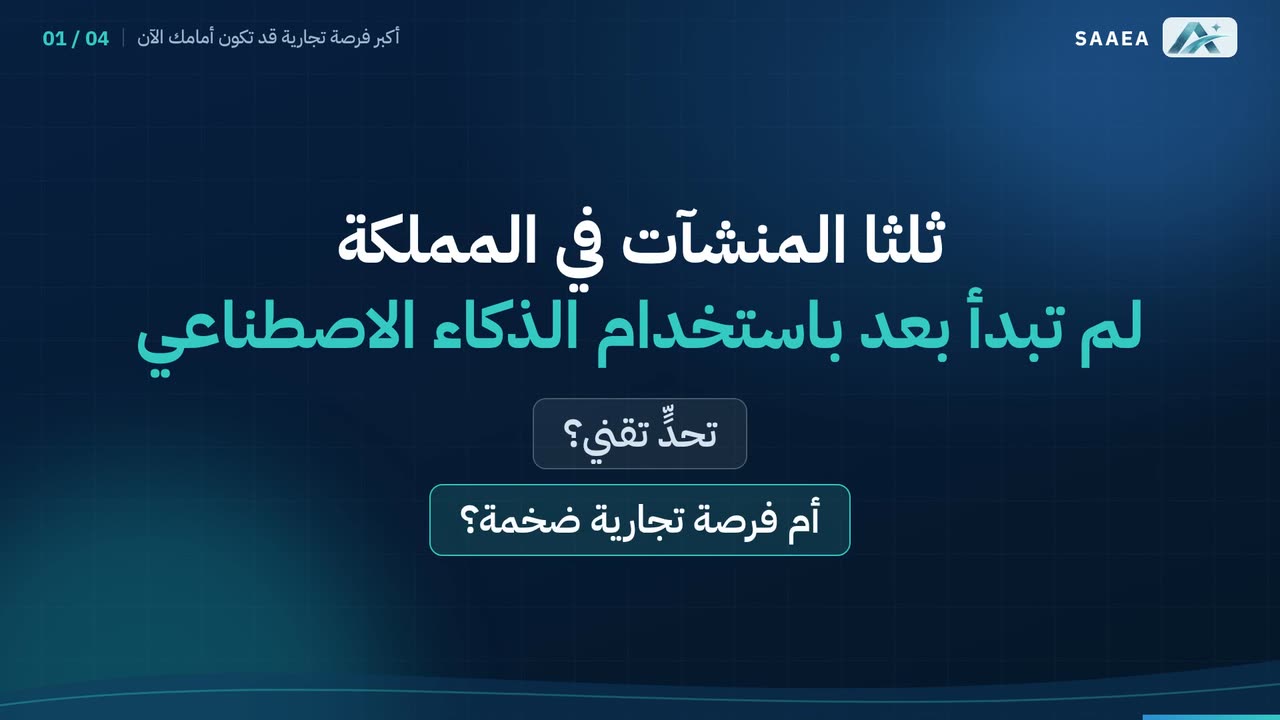 SAAEA
01 / 04 | أكبر فرصة تجارية قد تكون أمامك الآن
ثلثا المنشآت في المملكة
لم تبدأ بعد باستخدام الذكاء الاصطناعي
تحدٍّ تقني؟
أم فرصة تجارية ضخمة؟